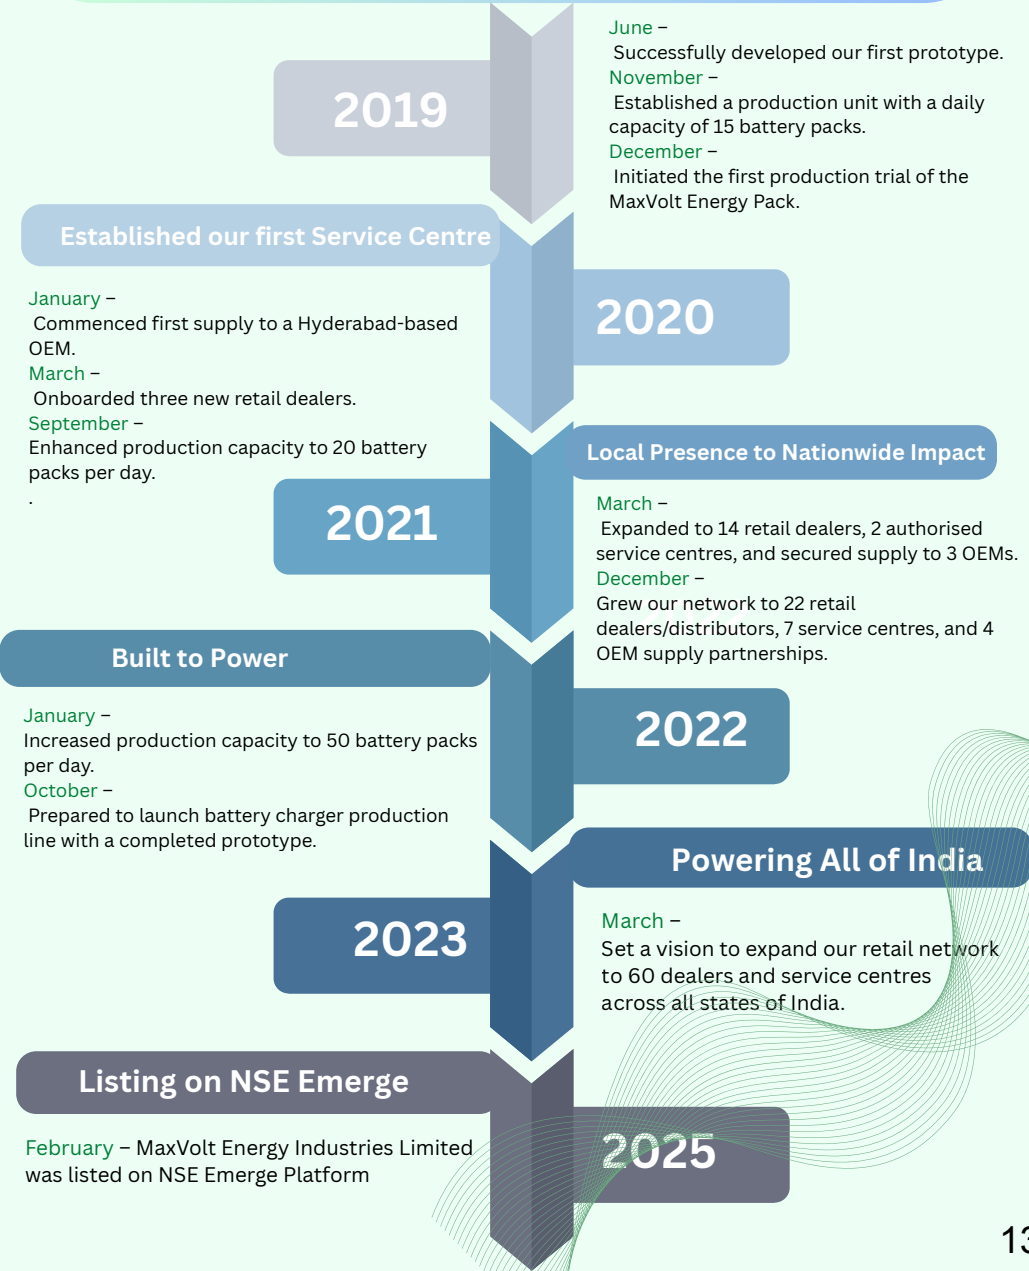 2019
June –
Successfully developed our first prototype.
November –
Established a production unit with a daily
capacity of 15 battery packs.
December –
Initiated the first production trial of the
MaxVolt Energy Pack.
Established our first Service Centre
2020
January –
Commenced first supply to a Hyderabad-based
OEM.
March –
Onboarded three new retail dealers.
September –
Enhanced production capacity to 20 battery
packs per day.
.
Local Presence to Nationwide Impact
2021
March –
Expanded to 14 retail dealers, 2 authorised
service centres, and secured supply to 3 OEMs.
December –
Grew our network to 22 retail
dealers/distributors, 7 service centres, and 4
OEM supply partnerships.
Built to Power
2022
January –
Increased production capacity to 50 battery packs
per day.
October –
Prepared to launch battery charger production
line with a completed prototype.
Powering All of India
2023
March –
Set a vision to expand our retail network
to 60 dealers and service centres
across all states of India.
Listing on NSE Emerge
2025
February – MaxVolt Energy Industries Limited
was listed on NSE Emerge Platform